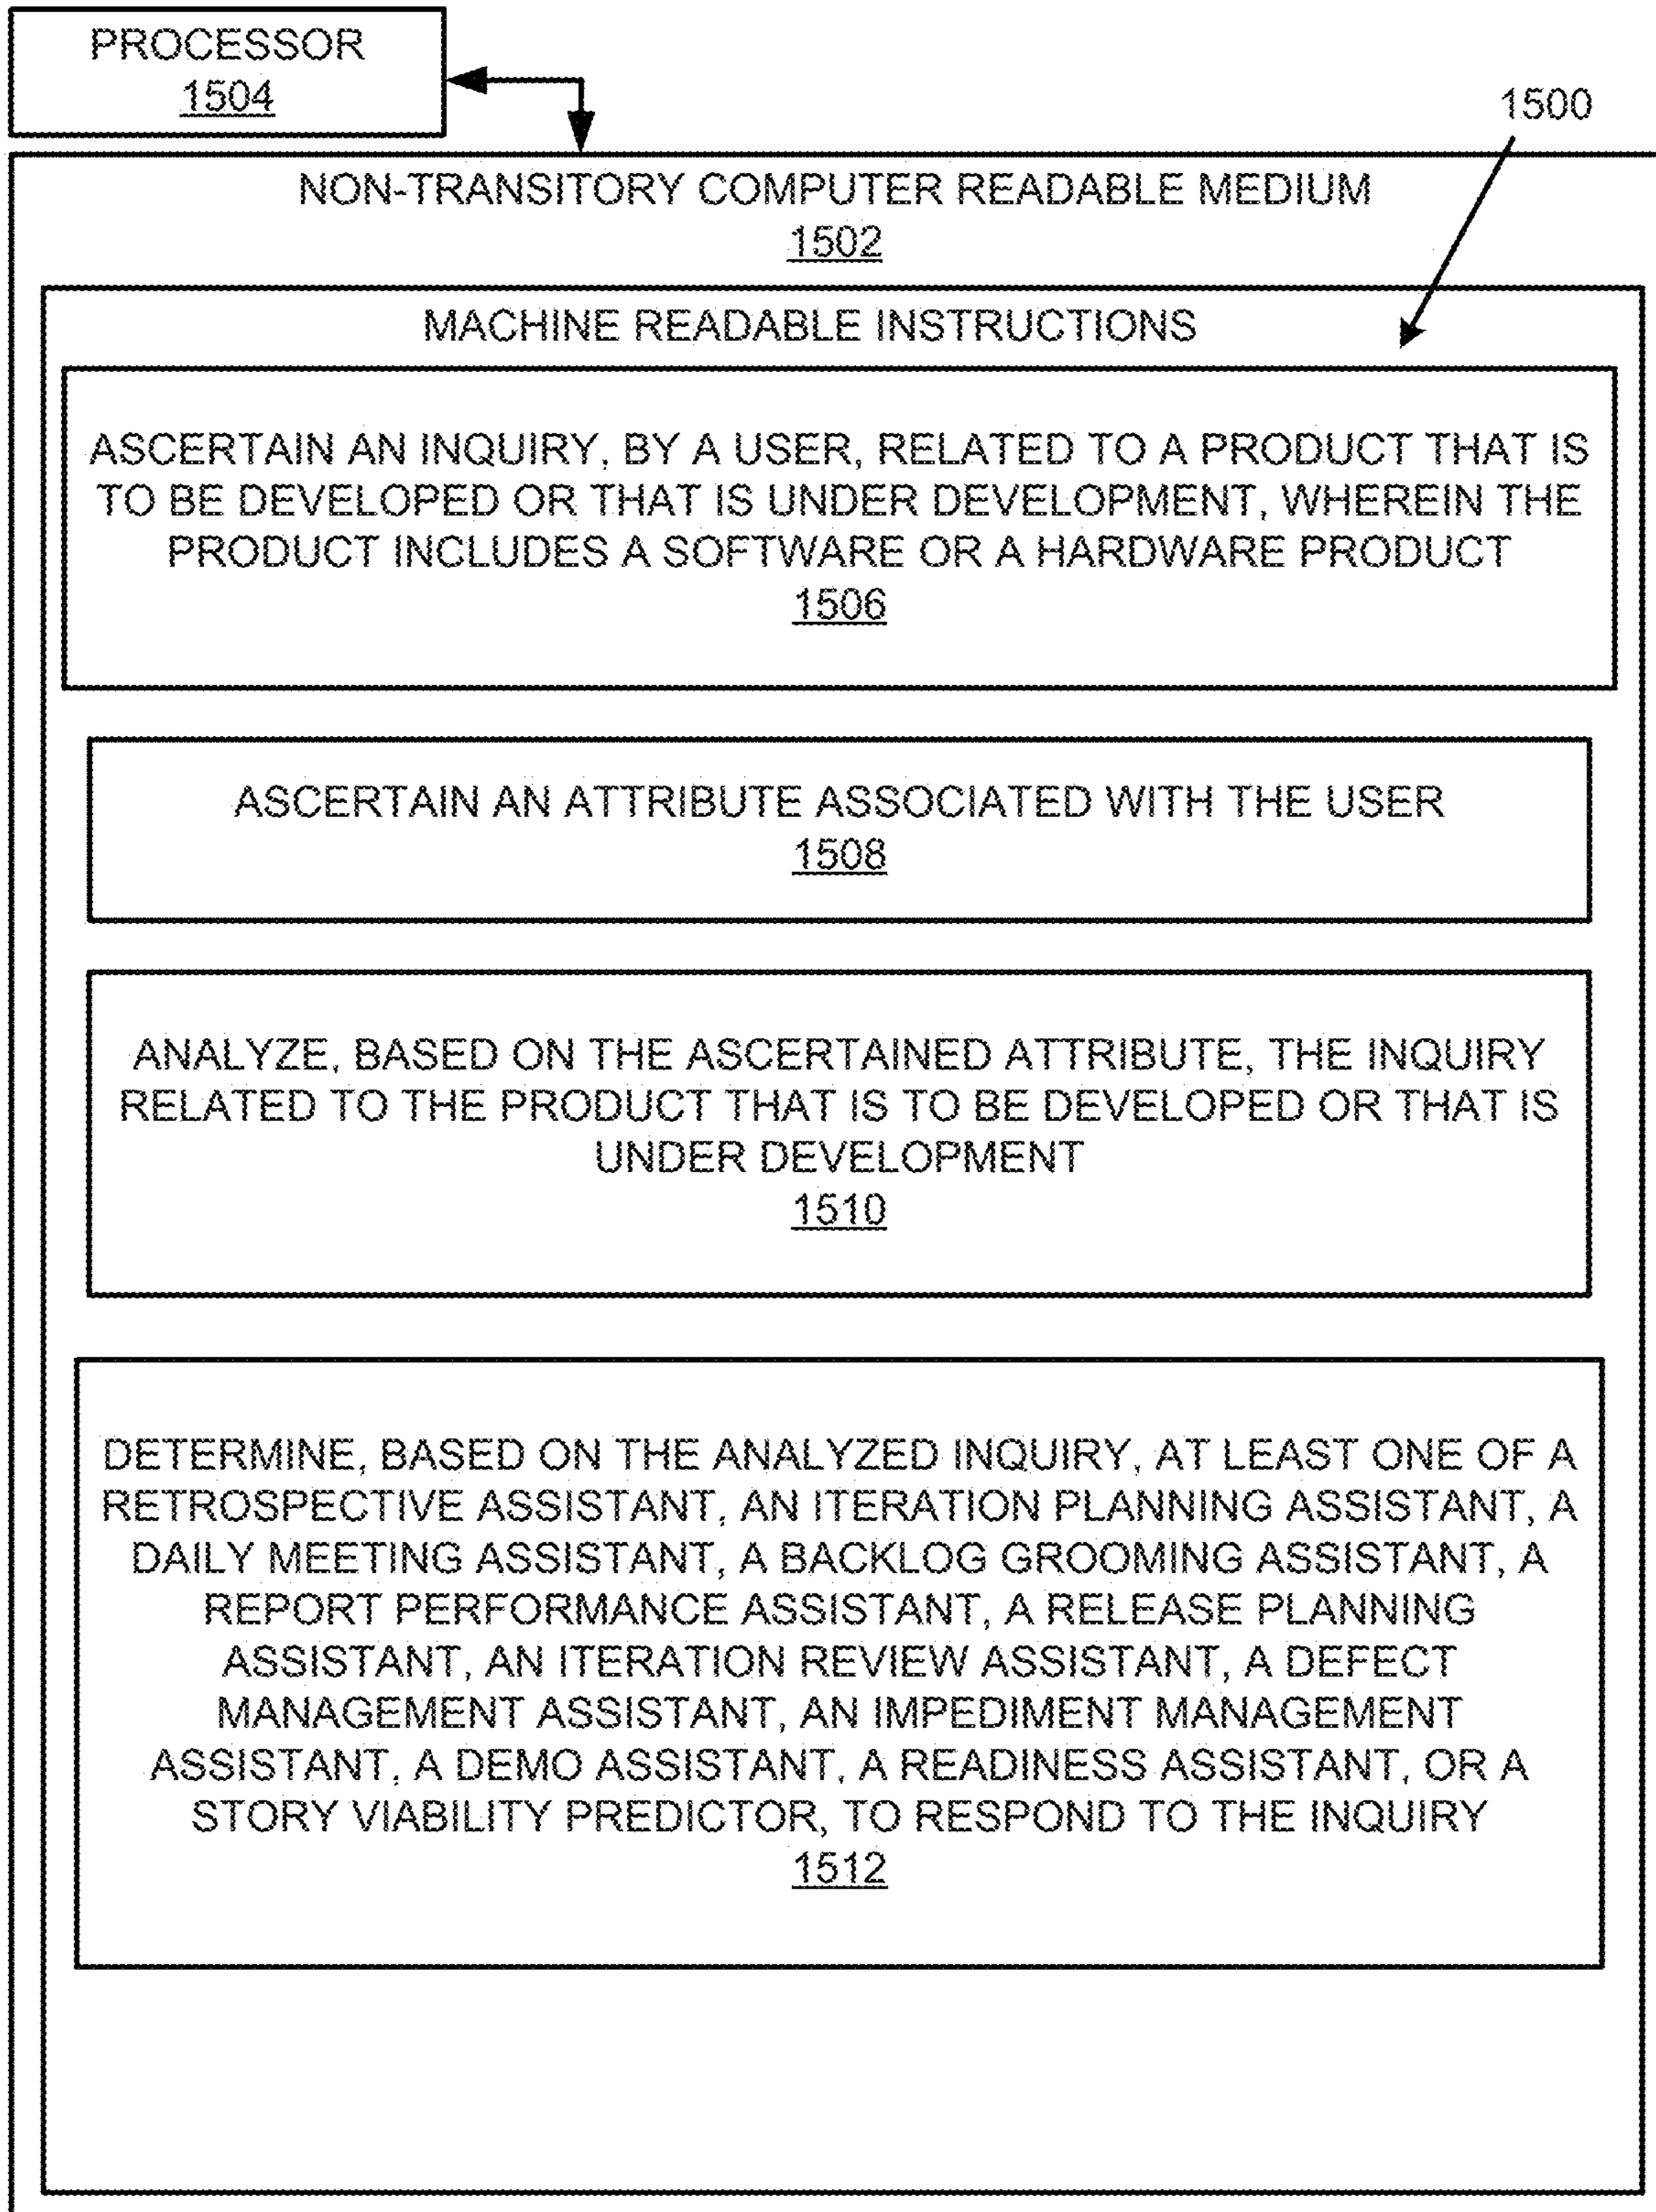 PROCESSOR
1504
1500
NON-TRANSITORY COMPUTER READABLE MEDIUM
1502
MACHINE READABLE INSTRUCTIONS
ASCERTAIN AN INQUIRY, BY A USER, RELATED TO A PRODUCT THAT IS
TO BE DEVELOPED OR THAT IS UNDER DEVELOPMENT, WHEREIN THE
PRODUCT INCLUDES A SOFTWARE OR A HARDWARE PRODUCT
1506
ASCERTAIN AN ATTRIBUTE ASSOCIATED WITH THE USER
1508
ANALYZE, BASED ON THE ASCERTAINED ATTRIBUTE, THE INQUIRY
RELATED TO THE PRODUCT THAT IS TO BE DEVELOPED OR THAT IS
UNDER DEVELOPMENT
1510
DETERMINE, BASED ON THE ANALYZED INQUIRY, AT LEAST ONE OF A
RETROSPECTIVE ASSISTANT, AN ITERATION PLANNING ASSISTANT, A
DAILY MEETING ASSISTANT, A BACKLOG GROOMING ASSISTANT, A
REPORT PERFORMANCE ASSISTANT, A RELEASE PLANNING
ASSISTANT, AN ITERATION REVIEW ASSISTANT, A DEFECT
MANAGEMENT ASSISTANT, AN IMPEDIMENT MANAGEMENT
ASSISTANT, A DEMO ASSISTANT, A READINESS ASSISTANT, OR A
STORY VIABILITY PREDICTOR, TO RESPOND TO THE INQUIRY
1512